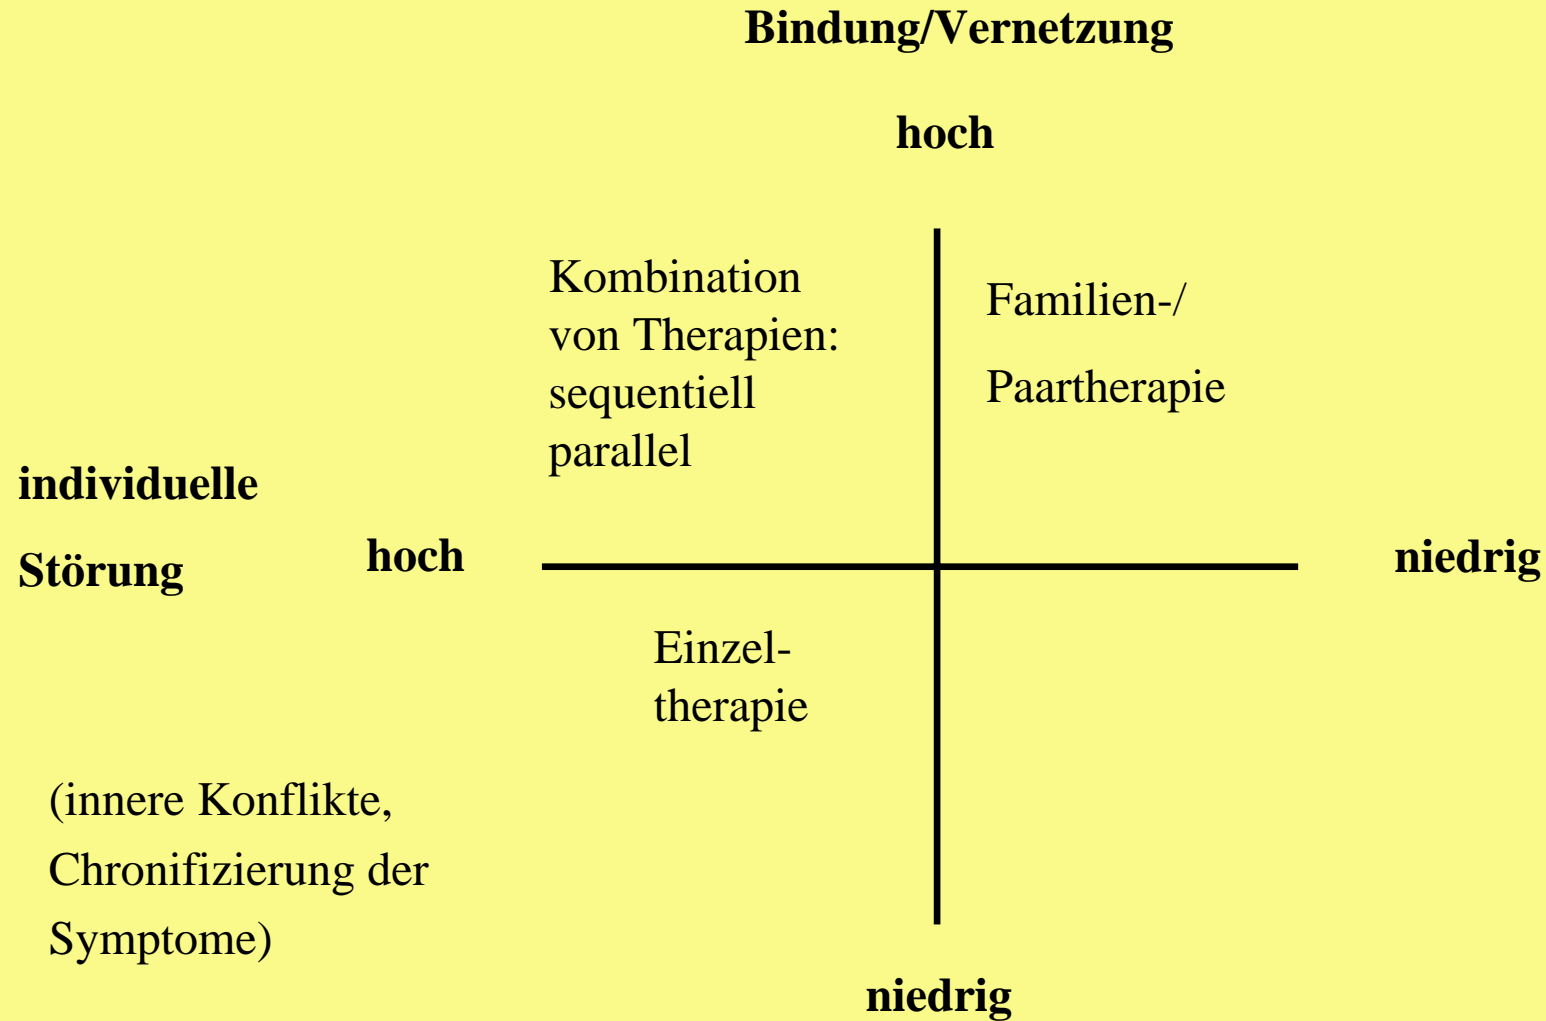 Bindung/Vernetzung
hoch
Kombination
von Therapien:
sequentiell
parallel
Familien-/
Paartherapie
individuelle
Störung
hoch
niedrig
Einzel-
therapie
(innere Konflikte,
Chronifizierung der
Symptome)
niedrig